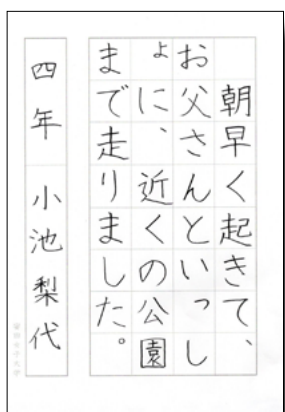 朝早く起きて、
お父さんといっし
ょに、近くの公園
まで走りました。
四年 小池梨代